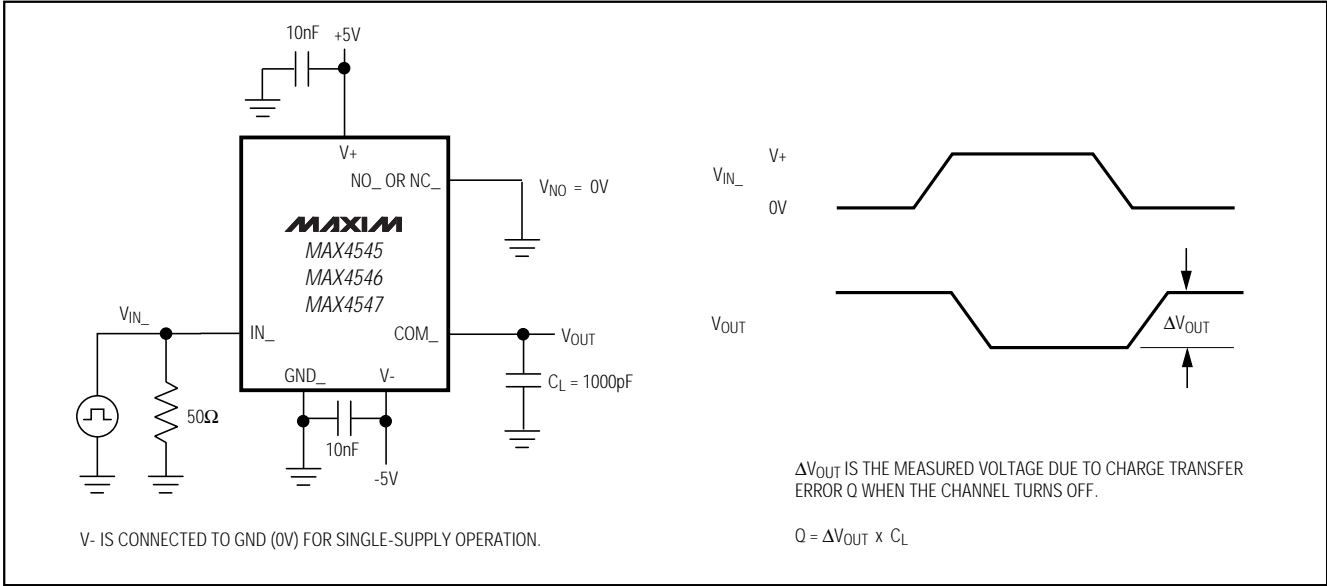 10nF
+5V
V+
NO_ OR NC_
VNO = 0V
MAXIM
MAX4545
MAX4546
MAX4547
VIN_
IN_
COM_
VOUT
GND_
V-
CL = 1000pF
50Ω
10nF
-5V
V- IS CONNECTED TO GND (0V) FOR SINGLE-SUPPLY OPERATION.
V+
VIN_
0V
VOUT
ΔVOUT
ΔVOUT IS THE MEASURED VOLTAGE DUE TO CHARGE TRANSFER
ERROR Q WHEN THE CHANNEL TURNS OFF.
Q = ΔVOUT x CL